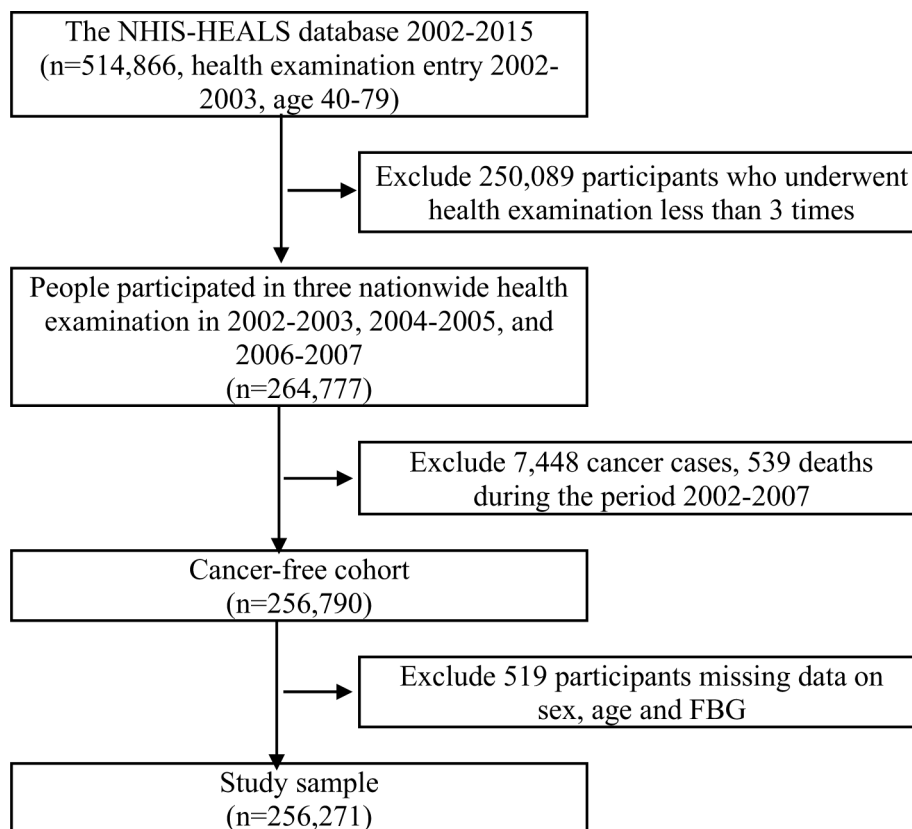 The NHIS-HEALS database 2002-2015
(n=514,866, health examination entry 2002-
2003, age 40-79)
Exclude 250,089 participants who underwent
health examination less than 3 times
People participated in three nationwide health
examination in 2002-2003, 2004-2005, and
2006-2007
(n=264,777)
Exclude 7,448 cancer cases, 539 deaths
during the period 2002-2007
Cancer-free cohort
(n=256,790)
Exclude 519 participants missing data on
sex, age and FBG
Study sample
(n=256,271)